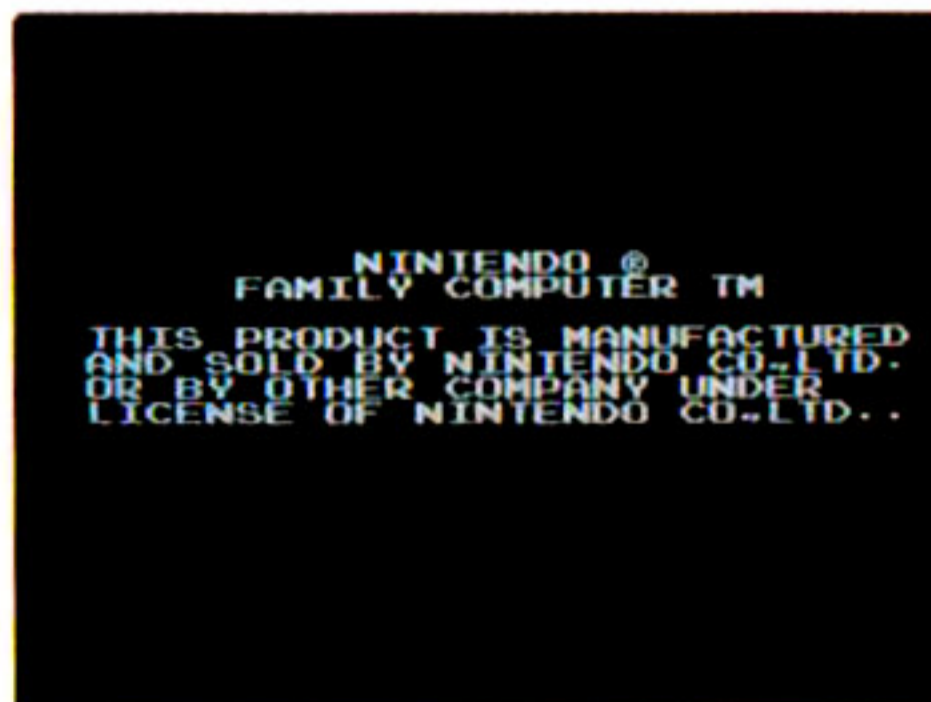 NINTENDO ®
FAMILY COMPUTER TM
THIS PRODUCT IS MANUFACTURED
AND SOLD BY NINTENDO CO.,LTD.
OR BY OTHER COMPANY UNDER
LICENSE OF NINTENDO CO.,LTD..